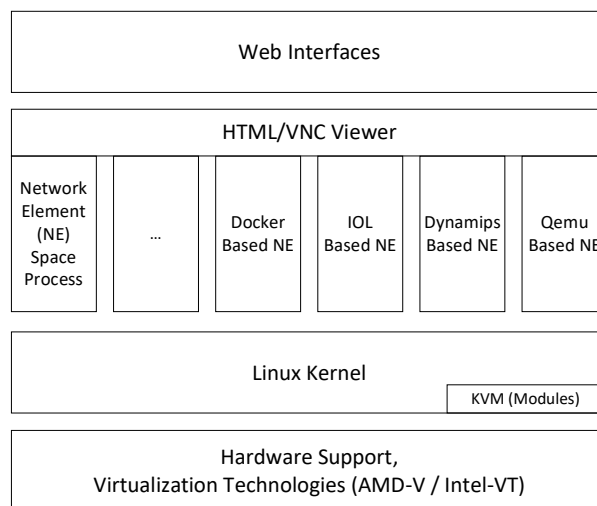 Web Interfaces
HTML/VNC Viewer
Network
Element
(NE)
Space
Process
...
Docker
Based NE
IOL
Based NE
Dynamips
Based NE
Qemu
Based NE
Linux Kernel
KVM (Modules)
Hardware Support,
Virtualization Technologies (AMD-V / Intel-VT)